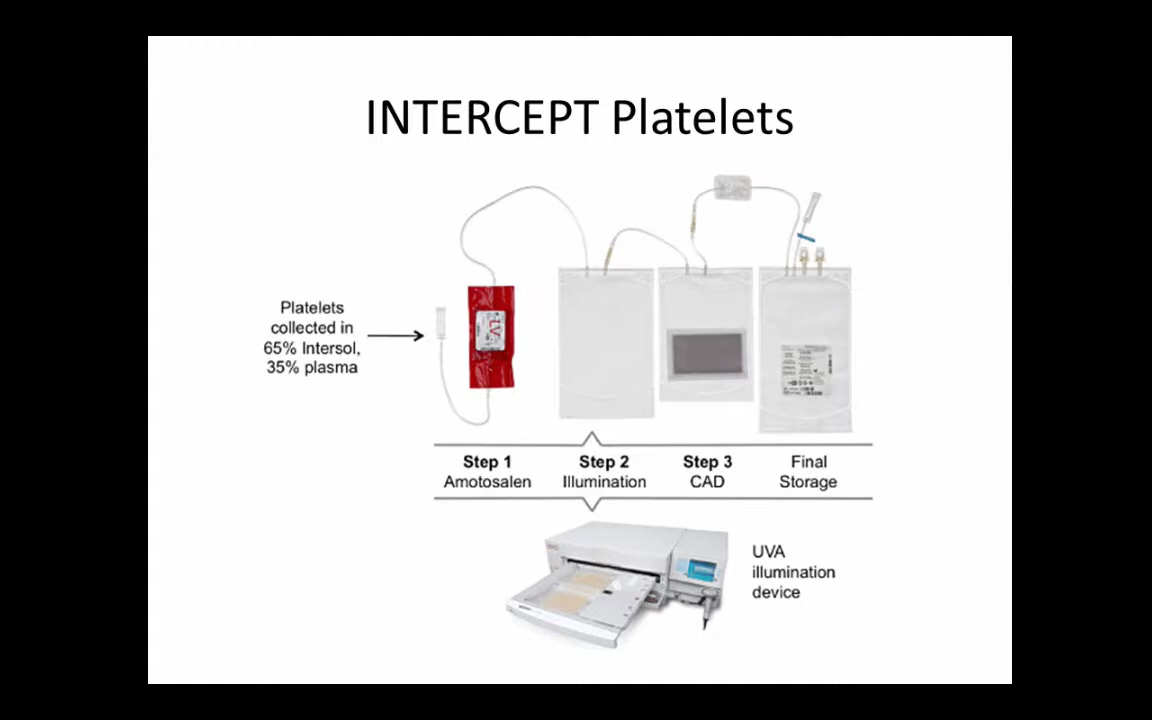 INTERCEPT Platelets
Platelets
collected in
65% Intersol,
35% plasma
LV
Step 1
Amotosalen
Step 2
Illumination
Step 3
CAD
Final
Storage
UVA
illumination
device